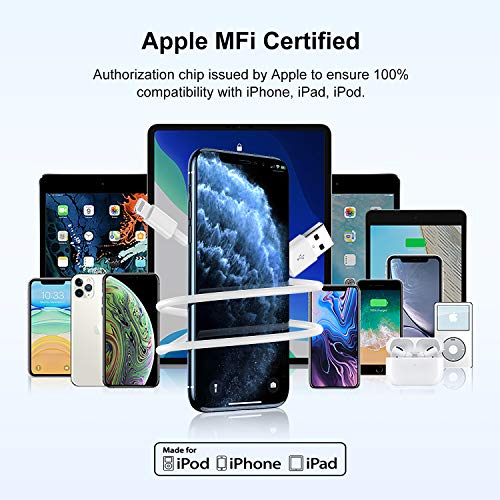 Apple MFi Certified
Authorization chip issued by Apple to ensure 100%
compatibility with iPhone, iPad, iPod.
Made for
iPod iPhone iPad